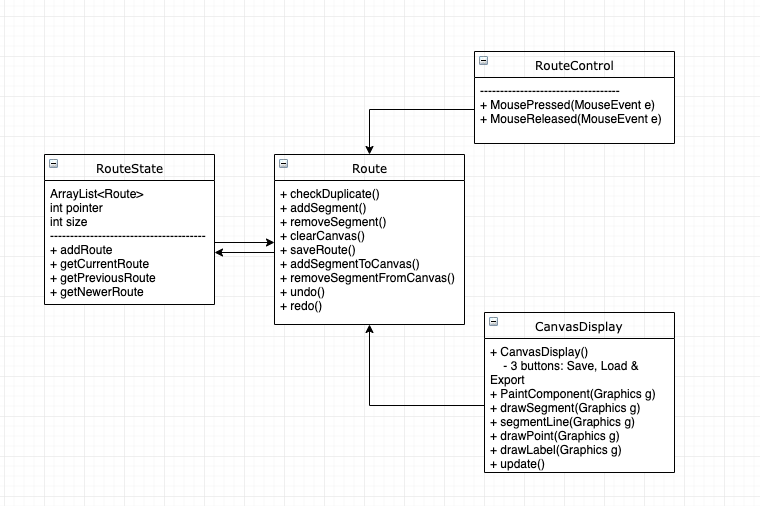 RouteControl
-----------------------------------
+ MousePressed(MouseEvent e)
+ MouseReleased(MouseEvent e)
RouteState
ArrayList<Route>
int pointer
int size
---------------------------------------
+ addRoute
+ getCurrentRoute
+ getPreviousRoute
+ getNewerRoute
Route
+ checkDuplicate()
+ addSegment()
+ removeSegment()
+ clearCanvas()
+ saveRoute()
+ addSegmentToCanvas()
+ removeSegmentFromCanvas()
+ undo()
+ redo()
CanvasDisplay
+ CanvasDisplay()
- 3 buttons: Save, Load &
Export
+ PaintComponent(Graphics g)
+ drawSegment(Graphics g)
+ segmentLine(Graphics g)
+ drawPoint(Graphics g)
+ drawLabel(Graphics g)
+ update()